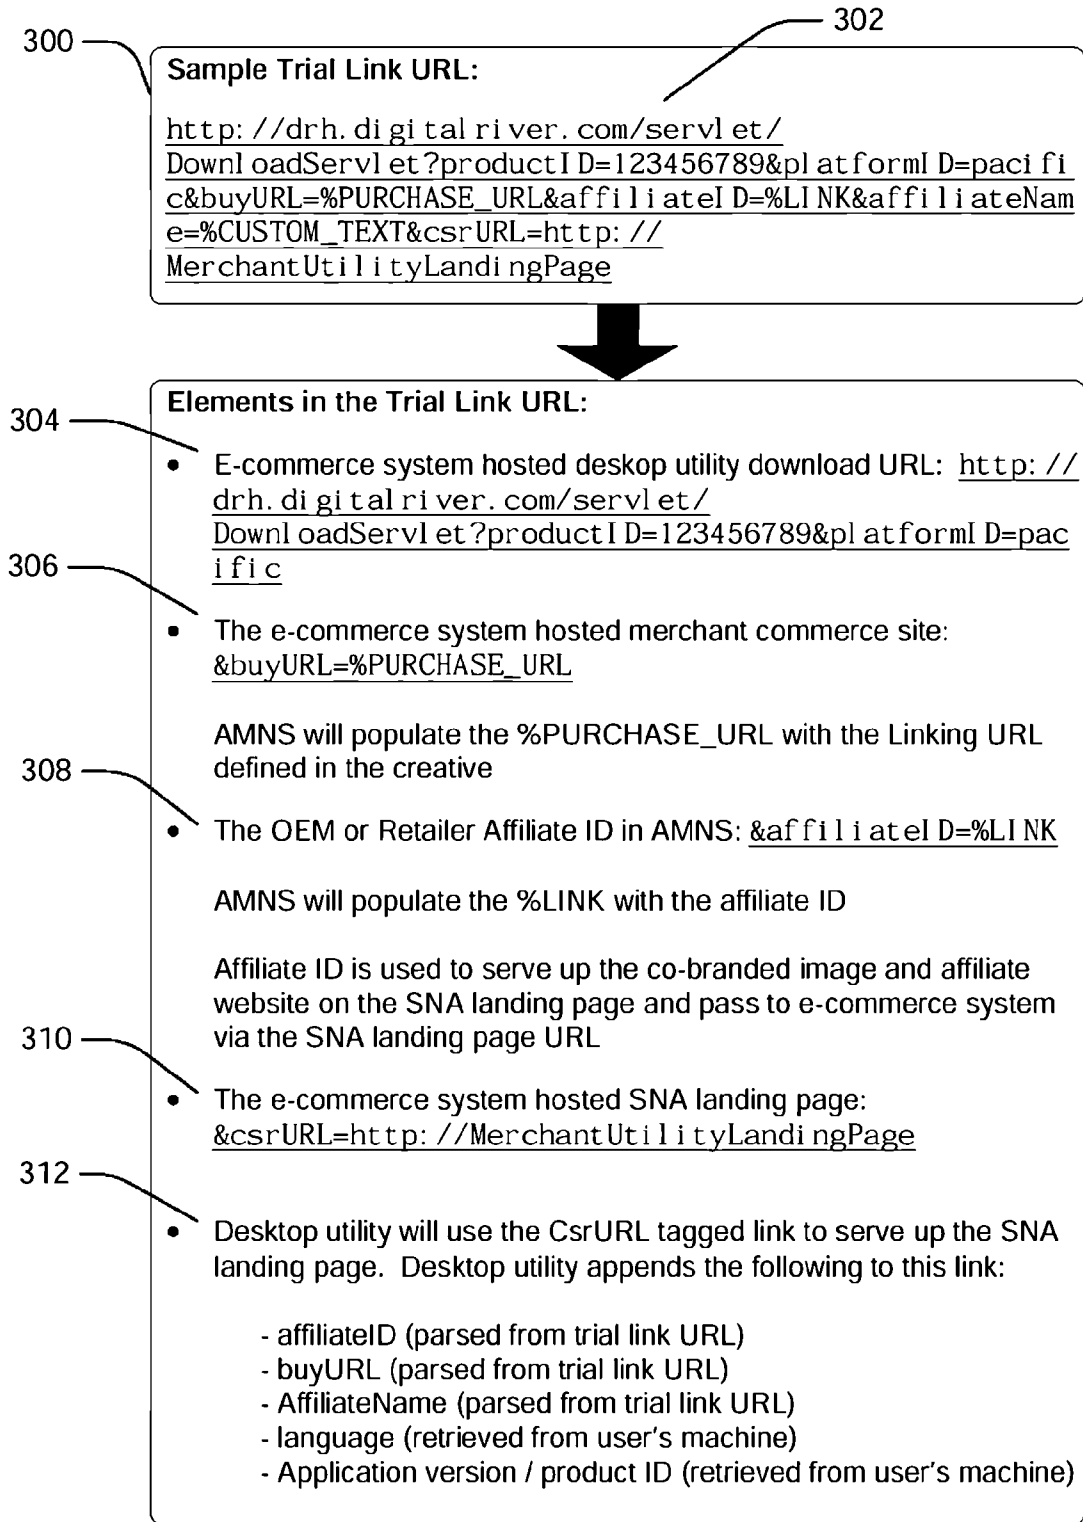 302
300
Sample Trial Link URL:
http://drh.digitalriver.com/servlet/
DownloadServlet?productID=123456789&platformID=pacifi
c&buyURL=%PURCHASE_URL&affiliateID=%LINK&affiliateNam
e=%CUSTOM_TEXT&csrURL=http://
MerchantUtilityLandingPage
Elements in the Trial Link URL:
304
• E-commerce system hosted deskop utility download URL: http://
drh.digitalriver.com/servlet/
DownloadServlet?productID=123456789&platformID=pac
ific
306
• The e-commerce system hosted merchant commerce site:
&buyURL=%PURCHASE_URL
AMNS will populate the %PURCHASE_URL with the Linking URL
defined in the creative
308
• The OEM or Retailer Affiliate ID in AMNS: &affiliateID=%LINK
AMNS will populate the %LINK with the affiliate ID
Affiliate ID is used to serve up the co-branded image and affiliate
website on the SNA landing page and pass to e-commerce system
via the SNA landing page URL
310
• The e-commerce system hosted SNA landing page:
&csrURL=http://MerchantUtilityLandingPage
312
• Desktop utility will use the CsrURL tagged link to serve up the SNA
landing page. Desktop utility appends the following to this link:
- affiliateID (parsed from trial link URL)
- buyURL (parsed from trial link URL)
- AffiliateName (parsed from trial link URL)
- language (retrieved from user's machine)
- Application version / product ID (retrieved from user's machine)